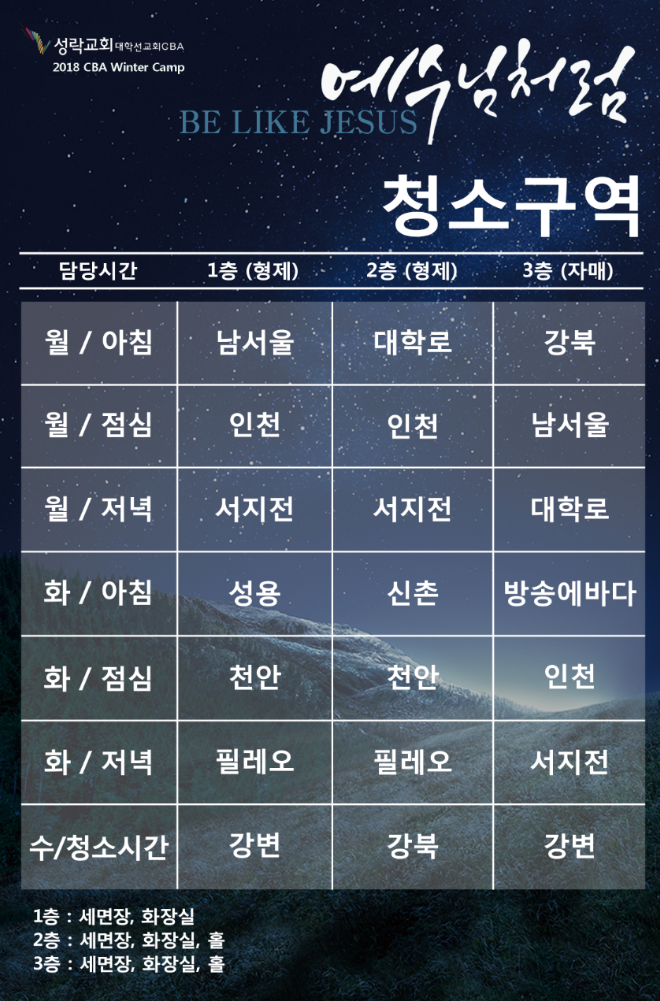 성락교회 대학선교회CBA
2018 CBA Winter Camp
예수님처럼
BE LIKE JESUS
청소구역
담당시간 1층 (형제) 2층 (형제) 3층 (자매)
월 / 아침 남서울 대학로 강북
월 / 점심 인천 인천 남서울
월 / 저녁 서지전 서지전 대학로
화 / 아침 성용 신촌 방송에바다
화 / 점심 천안 천안 인천
화 / 저녁 필레오 필레오 서지전
수/청소시간 강변 강북 강변
1층 : 세면장, 화장실
2층 : 세면장, 화장실, 홀
3층 : 세면장, 화장실, 홀